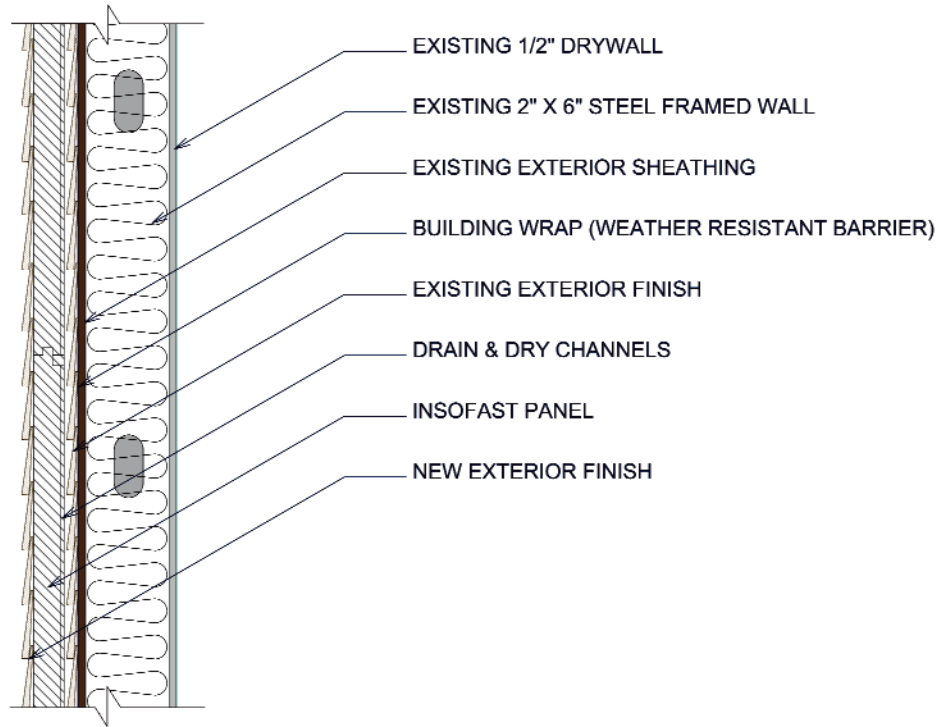 EXISTING 1/2" DRYWALL
EXISTING 2" X 6" STEEL FRAMED WALL
EXISTING EXTERIOR SHEATHING
BUILDING WRAP (WEATHER RESISTANT BARRIER)
EXISTING EXTERIOR FINISH
DRAIN & DRY CHANNELS
INSOFAST PANEL
NEW EXTERIOR FINISH